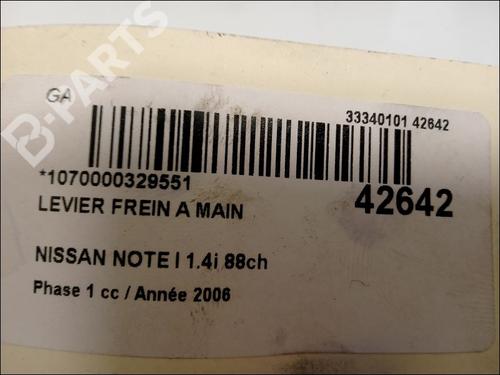 GA
33340101 42642
*1070000329551
42642
LEVIER FREIN A MAIN
NISSAN NOTE I 1.4i 88ch
Phase 1 cc / Année 2006
B-PARTS